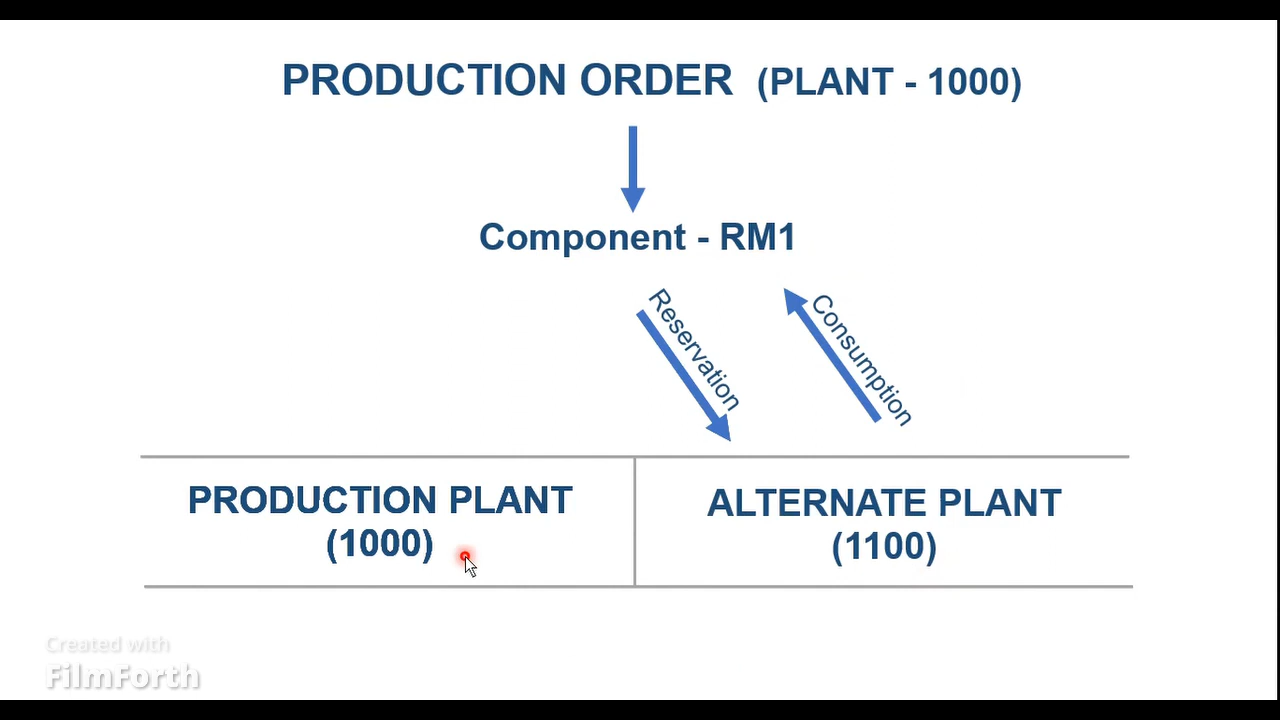 PRODUCTION ORDER (PLANT - 1000)
Component - RM1
Reservation
Consumption
PRODUCTION PLANT
(1000)
ALTERNATE PLANT
(1100)
Created with
FilmForth